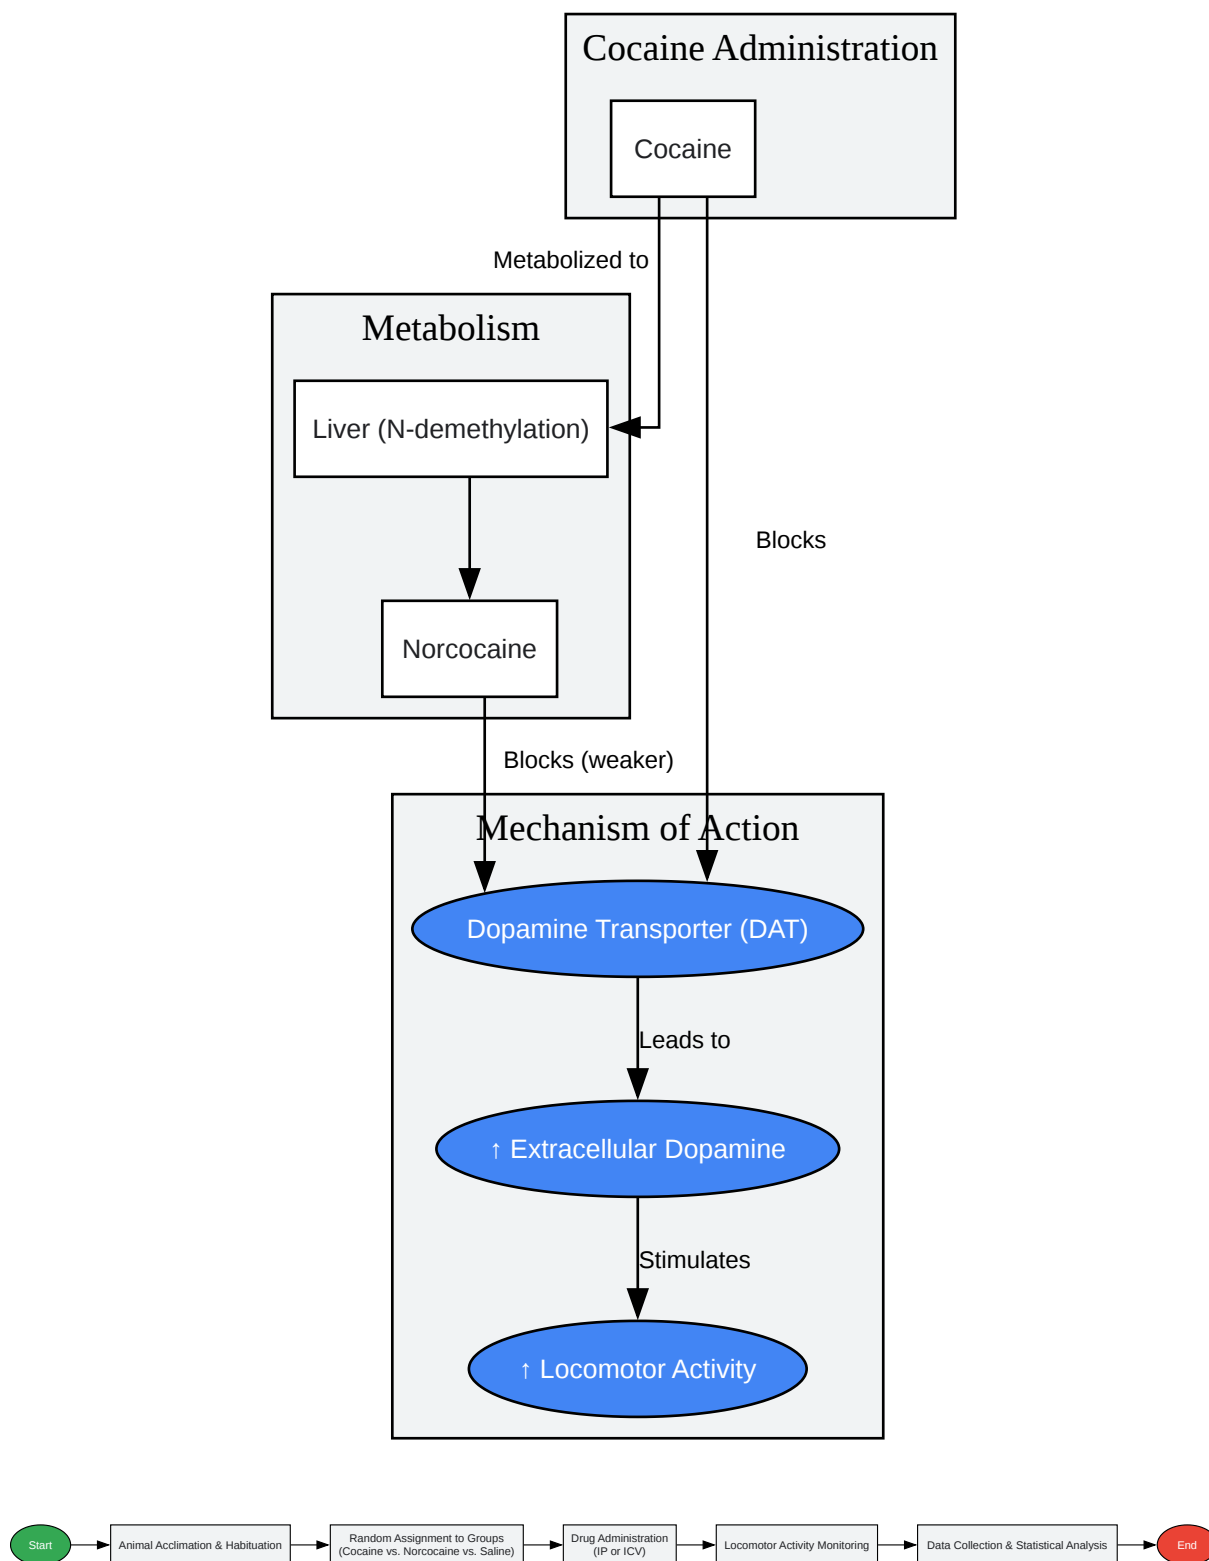 Cocaine Administration
Cocaine
Metabolized to
Metabolism
Liver (N-demethylation)
Blocks
Norcocaine
Blocks (weaker)
Mechanism of Action
Dopamine Transporter (DAT)
Leads to
↑ Extracellular Dopamine
Stimulates
↑ Locomotor Activity
Start
Animal Acclimation & Habituation
Random Assignment to Groups
(Cocaine vs. Norcocaine vs. Saline)
Drug Administration
(IP or ICV)
Locomotor Activity Monitoring
Data Collection & Statistical Analysis
End